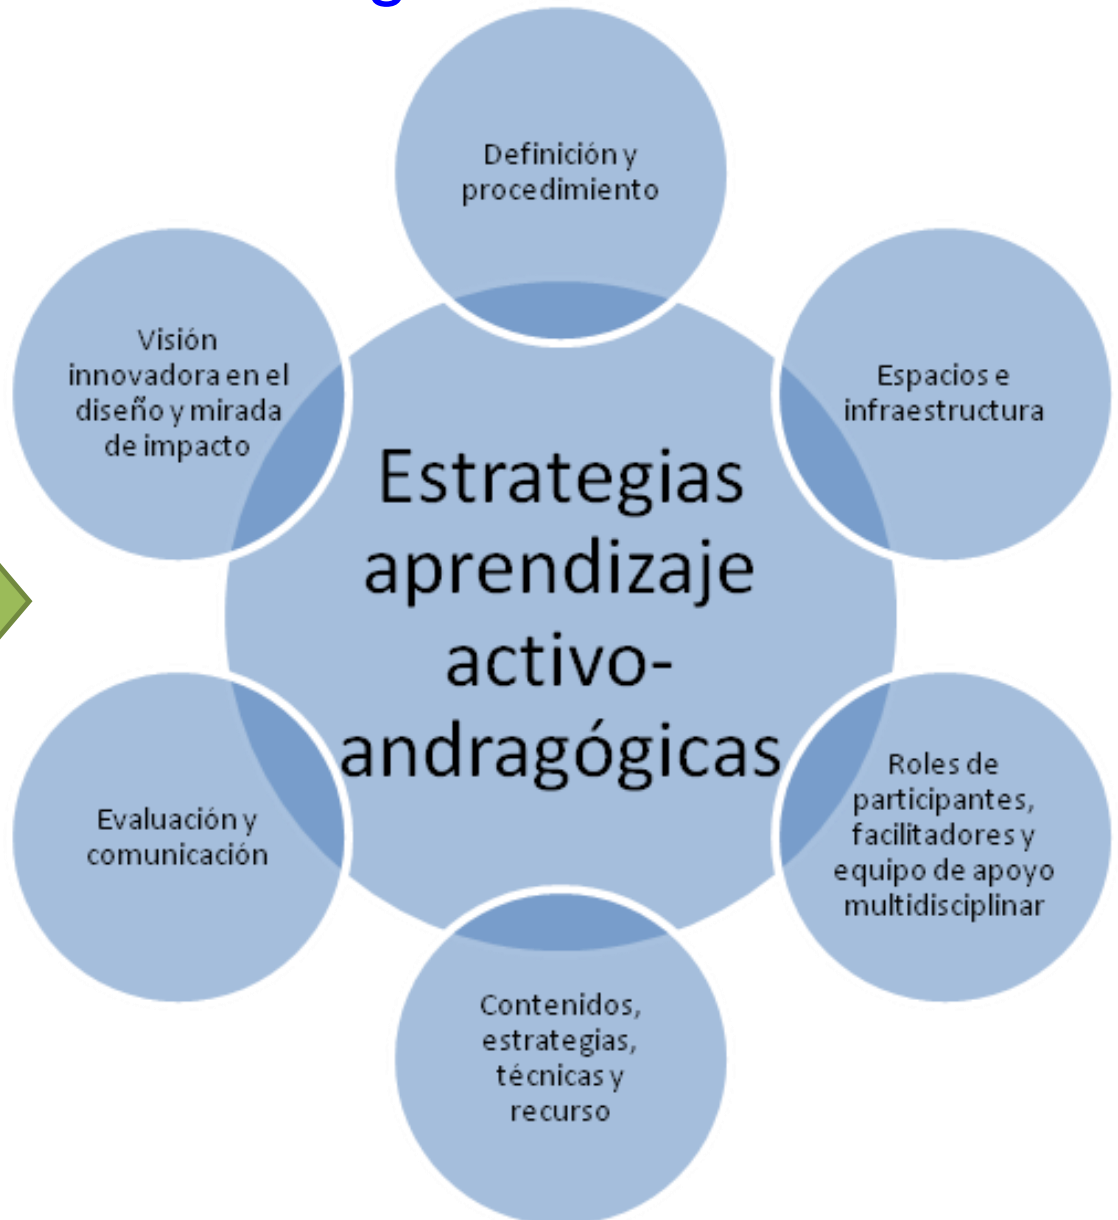 Definición y
procedimiento
Espacios e
infraestructura
Roles de
participantes,
facilitadores y
equipo de apoyo
multidisciplinar
Contenidos,
estrategias,
técnicas y
recurso
Evaluación y
comunicación
Visión
innovadora en el
diseño y mirada
de impacto
Estrategias
aprendizaje
activo-
andragógicas